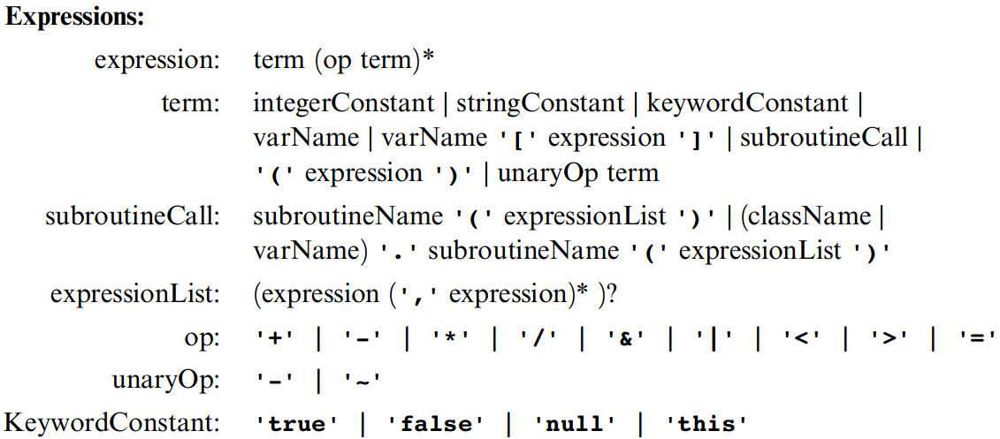 Expressions:
expression: term (op term)*
term: integerConstant | stringConstant | keywordConstant |
varName | varName '[' expression ']' | subroutineCall |
'(' expression ')' | unaryOp term
subroutineCall: subroutineName '(' expressionList ')' | (className |
varName) '.' subroutineName '(' expressionList ')'
expressionList: (expression (',' expression)* )?
op: '+' | '-' | '*' | '/' | '&' | '|' | '<' | '>' | '='
unaryOp: '-' | '~'
KeywordConstant: 'true' | 'false' | 'null' | 'this'